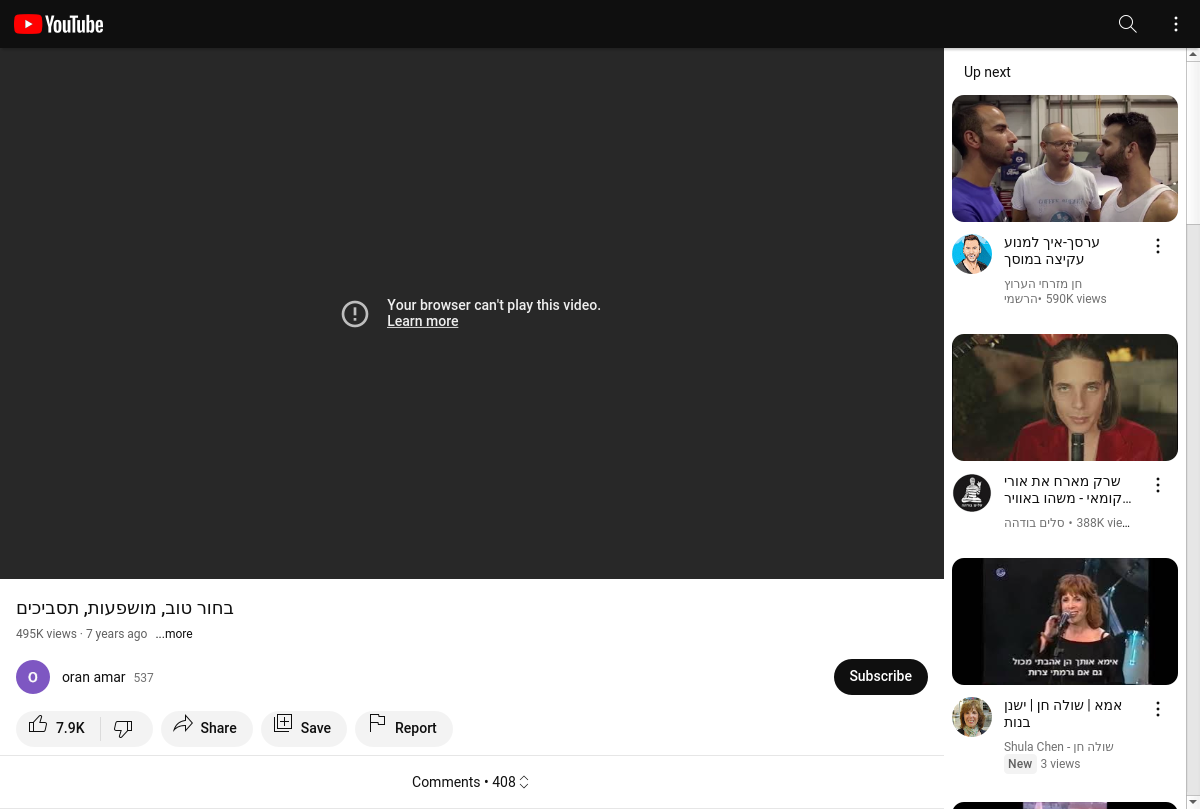 YouTube
Your browser can't play this video.
Learn more
בחור טוב, מושפעות, תסביכים
495K views · 7 years ago ...more
O
oran amar 537
Subscribe
7.9K
Share
Save
Report
Comments • 408
Up next
ערסך-איך למנוע
עקיצה במוסך
חן מזרחי הערוץ
הרשמי • 590K views
שרק מארח את אורי
קומאי - משהו באוויר...
סלים בודהה • 388K vie...
אימא אותך הן אהבתי מכול
גם אם גרמתי צרות
אמא | שולה חן | ישנן
בנות
Shula Chen - שולה חן
New 3 views